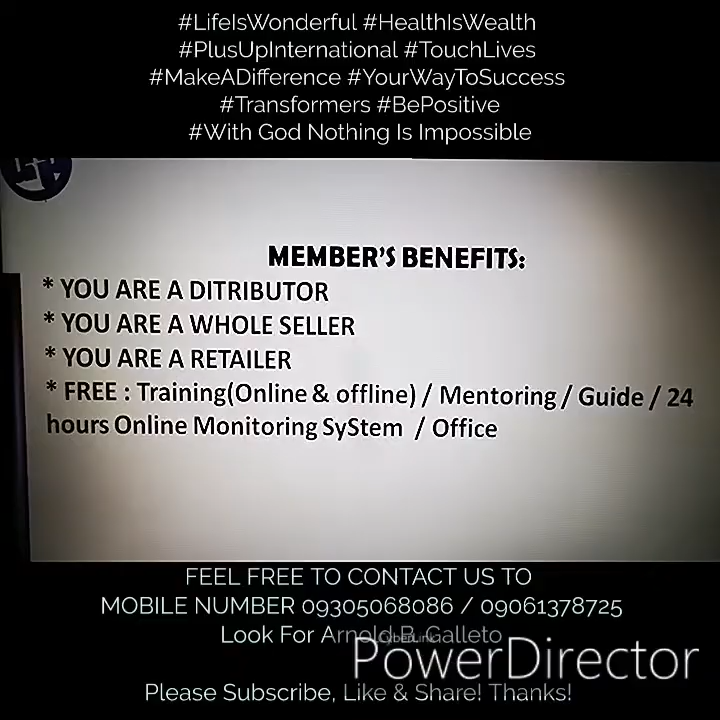 #LifeIsWonderful #HealthIsWealth
#PlusUpInternational #TouchLives
#MakeADifference #YourWayToSuccess
#Transformers #BePositive
#With God Nothing Is Impossible
MEMBER'S BENEFITS:
* YOU ARE A DITRIBUTOR
* YOU ARE A WHOLE SELLER
* YOU ARE A RETAILER
* FREE : Training(Online & offline) / Mentoring / Guide / 24
hours Online Monitoring SyStem / Office
FEEL FREE TO CONTACT US TO
MOBILE NUMBER 09305068086 / 09061378725
Look For Arnold B. Galleto
CyberLink
PowerDirector
Please Subscribe, Like & Share! Thanks!